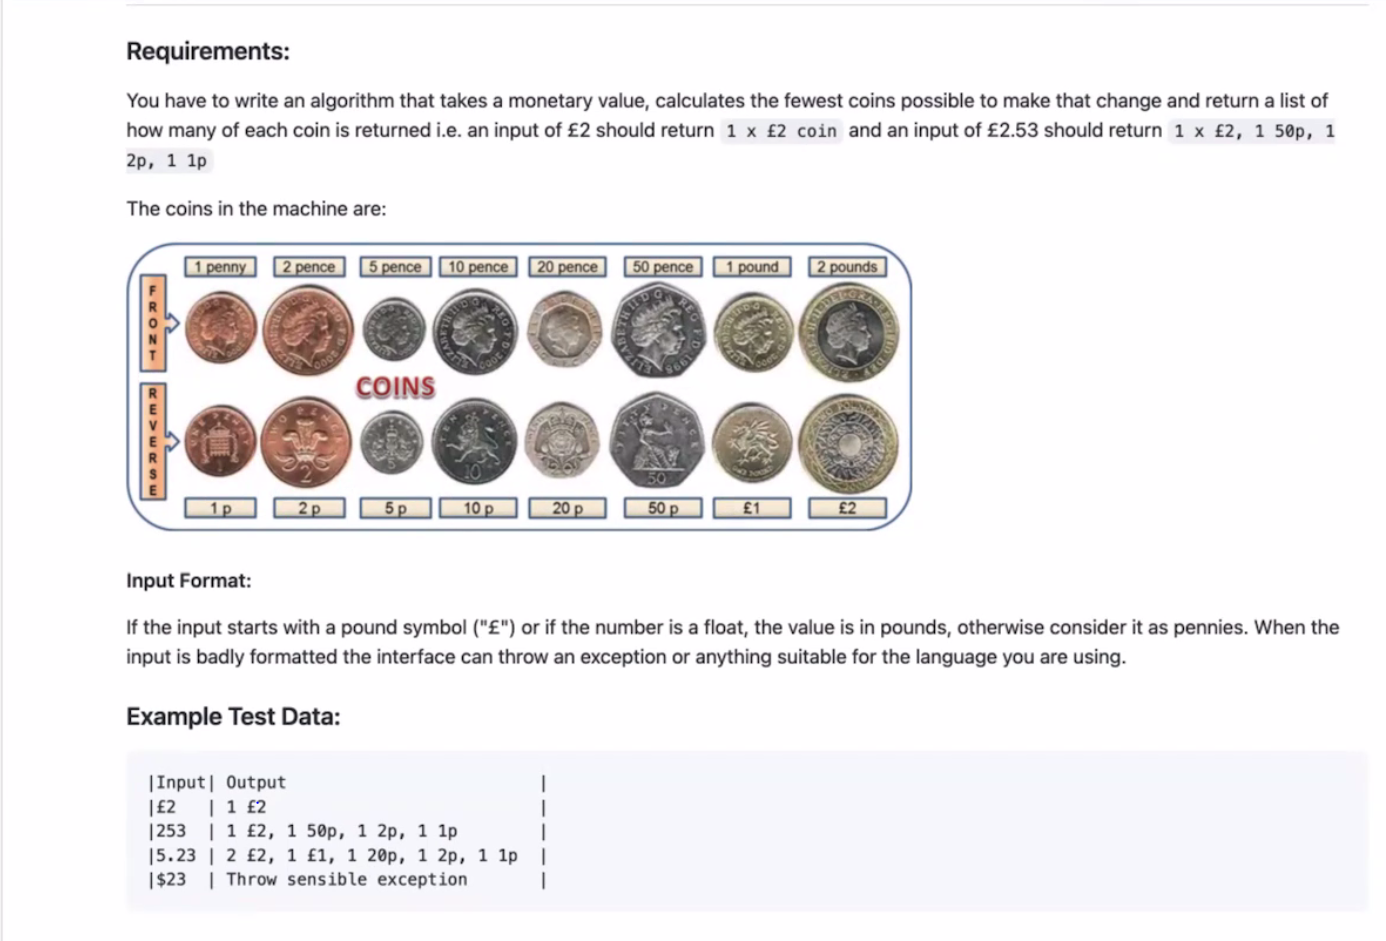 Requirements:
You have to write an algorithm that takes a monetary value, calculates the fewest coins possible to make that change and return a list of
how many of each coin is returned i.e. an input of £2 should return 1 x £2 coin and an input of £2.53 should return 1 x £2, 1 50p, 1
2p, 1 1p
The coins in the machine are:
1 penny 2 pence 5 pence 10 pence 20 pence 50 pence 1 pound 2 pounds
FRONT
COINS
REVERSE
1 p 2 p 5 p 10 p 20 p 50 p £1 £2
Input Format:
If the input starts with a pound symbol ("£") or if the number is a float, the value is in pounds, otherwise consider it as pennies. When the
input is badly formatted the interface can throw an exception or anything suitable for the language you are using.
Example Test Data:
|Input| Output |
|£2 | 1 £2 |
|253 | 1 £2, 1 50p, 1 2p, 1 1p |
|5.23 | 2 £2, 1 £1, 1 20p, 1 2p, 1 1p |
|$23 | Throw sensible exception |